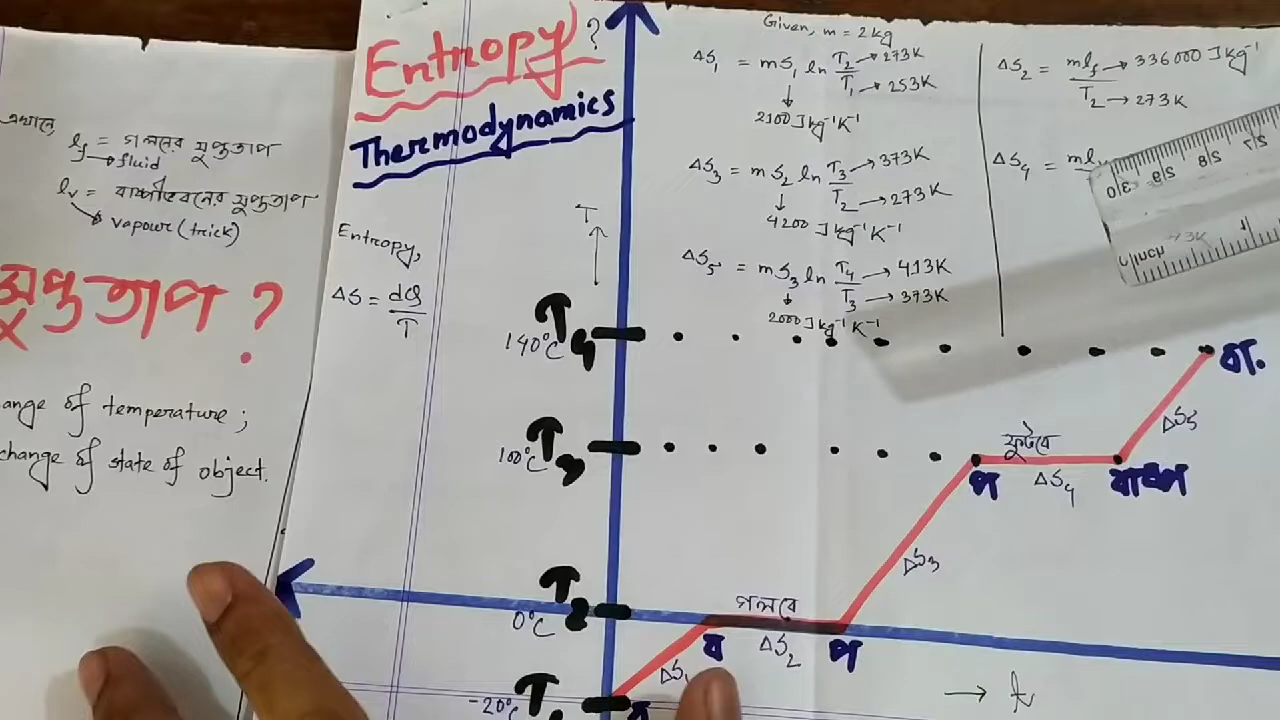 এখানে,
lf = গলনের সুপ্ততাপ
fluid
lv = বাষ্পীভবনের সুপ্ততাপ
vapour (trick)
সুপ্ততাপ ?
ange of temperature;
change of state of object.
Entropy ?
Thermodynamics
Entropy,
ΔS = dQ/T
Given, m = 2 kg
ΔS₁ = mS₁ ln T₂/T₁ → 273K → 253K
2100 Jkg⁻¹K⁻¹
ΔS₃ = mS₂ ln T₃/T₂ → 373K → 273K
4200 Jkg⁻¹K⁻¹
ΔS₅ = mS₃ ln T₄/T₃ → 413K → 373K
2000 Jkg⁻¹K⁻¹
ΔS₂ = mlf/T₂ → 336000 Jkg⁻¹ → 273K
ΔS₄ =
T
140°C T₄
100°C T₃
0°C T₂
-20°C T₁
বা.
ΔS₅
ফুটবে
প ΔS₄ বাষ্প
ΔS₃
গলবে
ব ΔS₂ প
ΔS₁
→ t
INCH